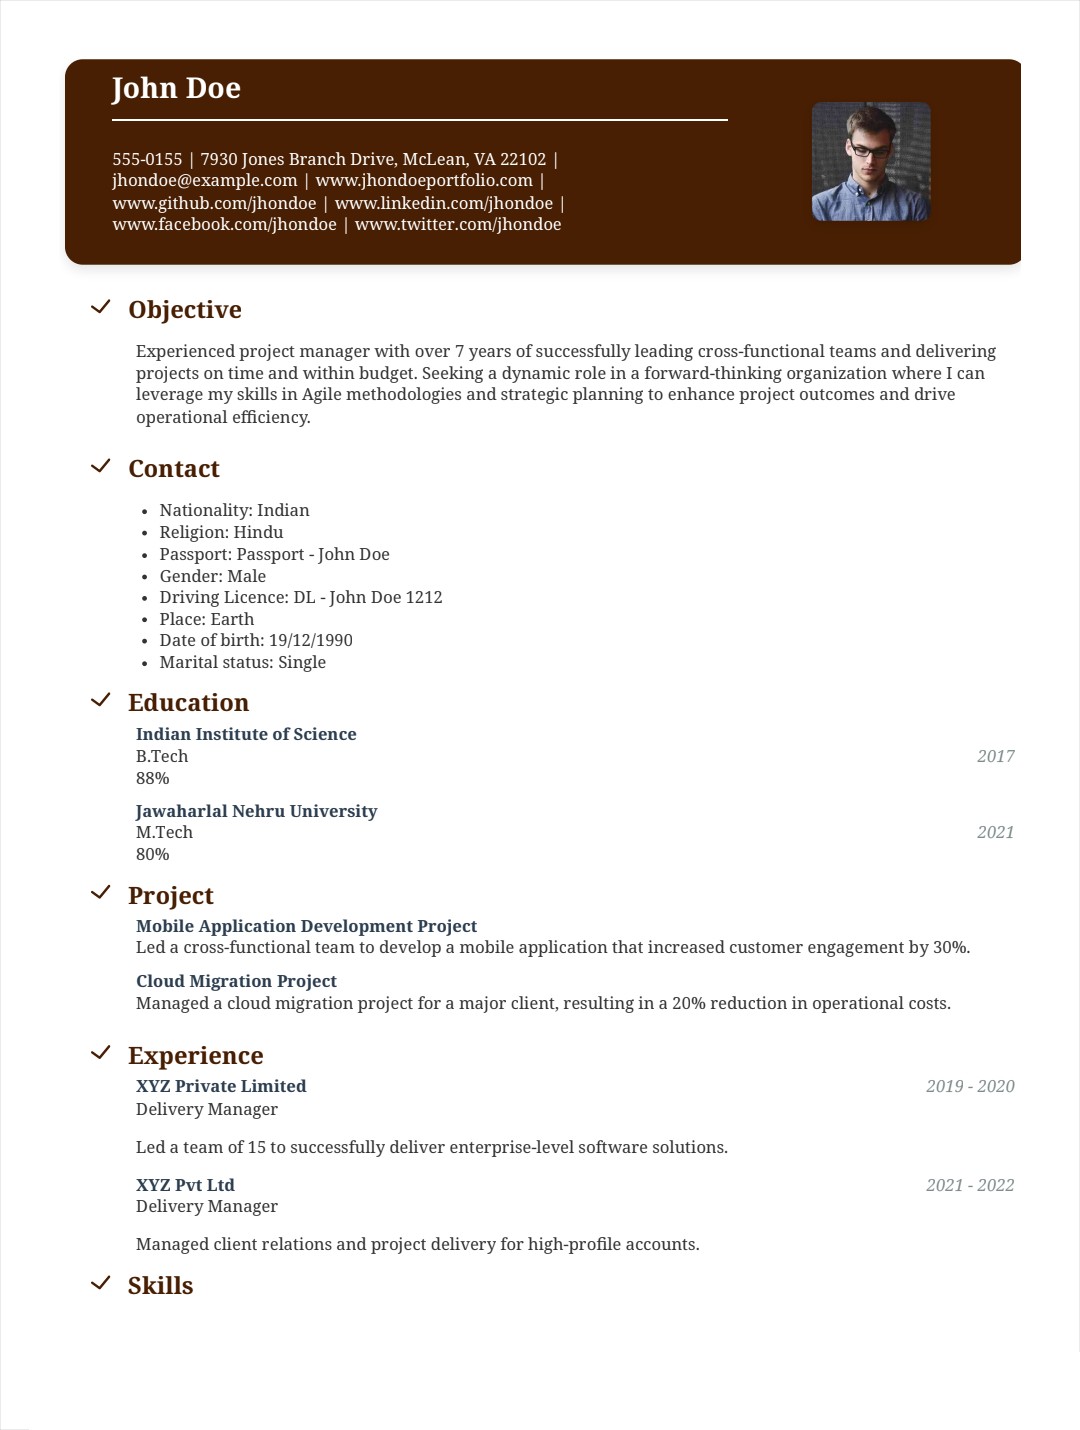 John Doe
555-0155 | 7930 Jones Branch Drive, McLean, VA 22102 |
jhondoe@example.com | www.jhondoeportfolio.com |
www.github.com/jhondoe | www.linkedin.com/jhondoe |
www.facebook.com/jhondoe | www.twitter.com/jhondoe
Objective
Experienced project manager with over 7 years of successfully leading cross-functional teams and delivering
projects on time and within budget. Seeking a dynamic role in a forward-thinking organization where I can
leverage my skills in Agile methodologies and strategic planning to enhance project outcomes and drive
operational efficiency.
Contact
• Nationality: Indian
• Religion: Hindu
• Passport: Passport - John Doe
• Gender: Male
• Driving Licence: DL - John Doe 1212
• Place: Earth
• Date of birth: 19/12/1990
• Marital status: Single
Education
Indian Institute of Science
B.Tech 2017
88%
Jawaharlal Nehru University
M.Tech 2021
80%
Project
Mobile Application Development Project
Led a cross-functional team to develop a mobile application that increased customer engagement by 30%.
Cloud Migration Project
Managed a cloud migration project for a major client, resulting in a 20% reduction in operational costs.
Experience
XYZ Private Limited 2019 - 2020
Delivery Manager
Led a team of 15 to successfully deliver enterprise-level software solutions.
XYZ Pvt Ltd 2021 - 2022
Delivery Manager
Managed client relations and project delivery for high-profile accounts.
Skills